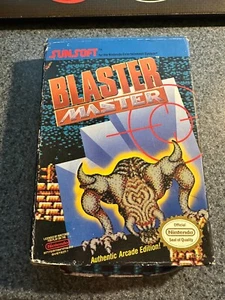 SUNSOFT
BLASTER
MASTER
Authentic Arcade Edition!
Official
Nintendo
Seal of Quality